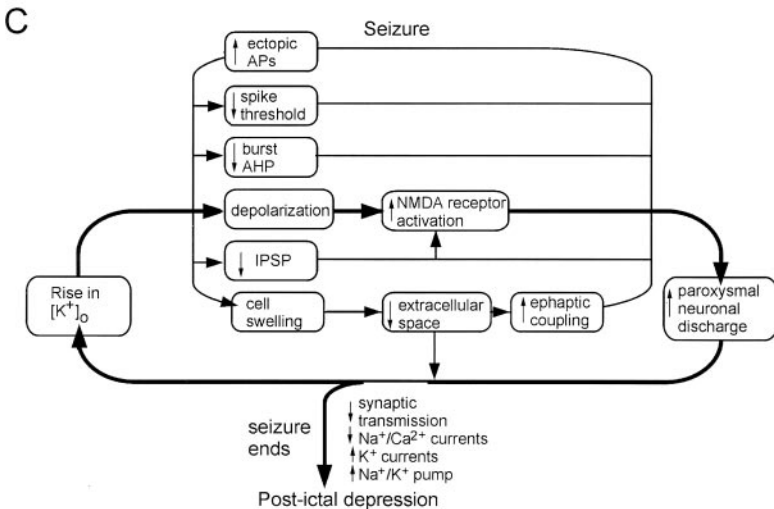 C
Seizure
↑ ectopic
APs
↓ spike
threshold
↓ burst
AHP
depolarization
↑ NMDA receptor
activation
↓ IPSP
cell
swelling
↓ extracellular
space
↑ ephaptic
coupling
Rise in
[K⁺]ₒ
↑ paroxysmal
neuronal
discharge
seizure
ends
↓ synaptic
transmission
↓ Na⁺/Ca²⁺ currents
↑ K⁺ currents
↑ Na⁺/K⁺ pump
Post-ictal depression